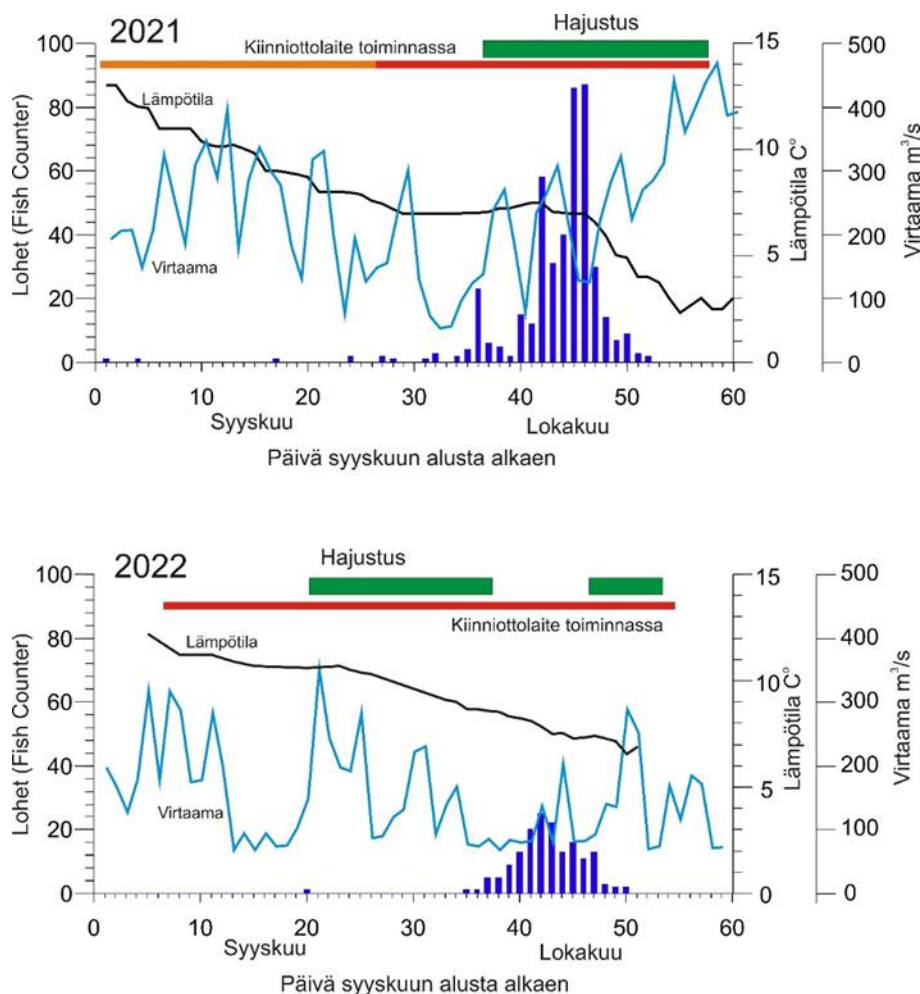 2021
Hajustus
Kiinniottolaite toiminnassa
Lämpötila
Virtaama
100
80
60
40
20
0
Lohet (Fish Counter)
15
10
5
0
Lämpötila C°
500
400
300
200
100
0
Virtaama m³/s
0 10 20 30 40 50 60
Syyskuu Lokakuu
Päivä syyskuun alusta alkaen
2022
Hajustus
Kiinniottolaite toiminnassa
Lämpötila
Virtaama
100
80
60
40
20
0
Lohet (Fish Counter)
15
10
5
0
Lämpötila C°
500
400
300
200
100
0
Virtaama m³/s
0 10 20 30 40 50 60
Syyskuu Lokakuu
Päivä syyskuun alusta alkaen